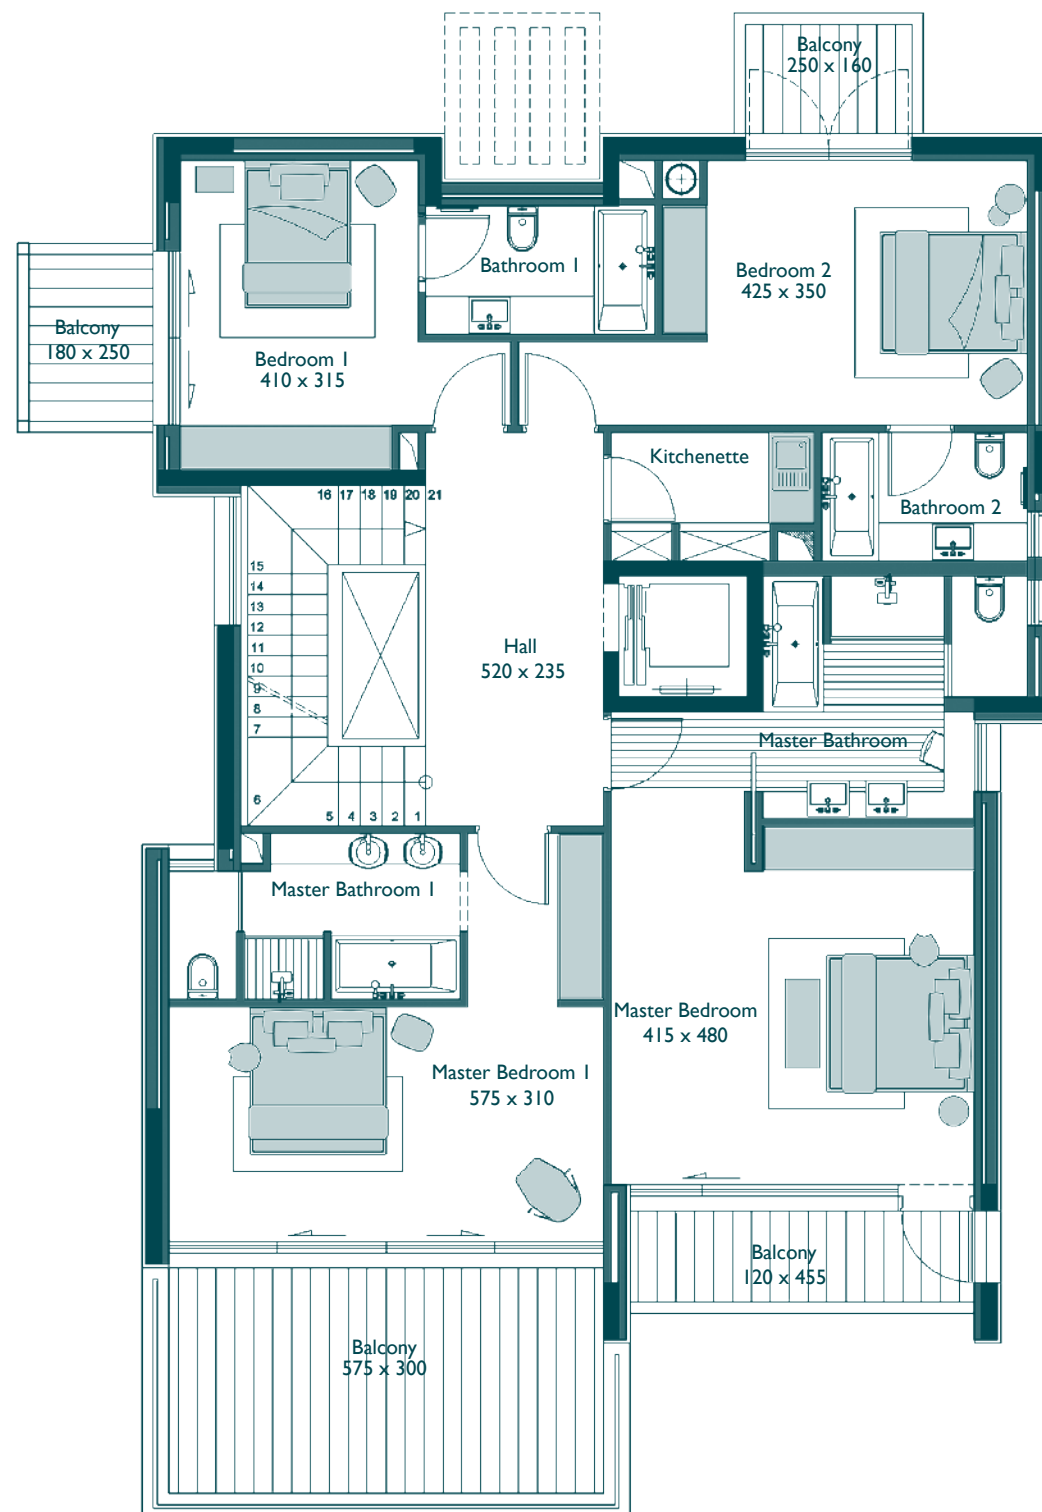 Balcony
250 x 160
Bathroom 1
Bedroom 2
425 x 350
Balcony
180 x 250
Bedroom 1
410 x 315
Kitchenette
Bathroom 2
16 17 18 19 20 21
15
14
13
12
11
10
9
8
7
6
5 4 3 2 1
Hall
520 x 235
Master Bathroom
Master Bathroom 1
Master Bedroom
415 x 480
Master Bedroom 1
575 x 310
Balcony
120 x 455
Balcony
575 x 300